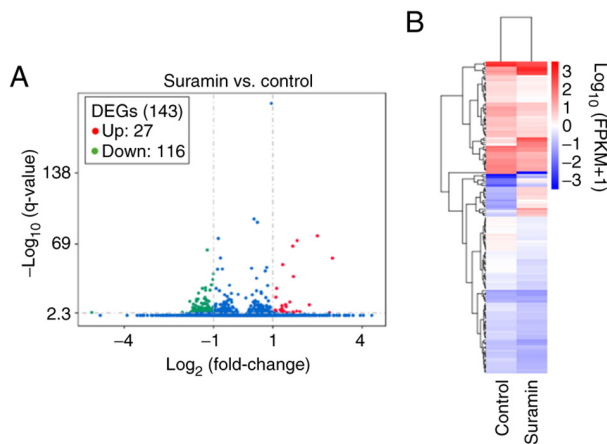 A
Suramin vs. control
DEGs (143)
Up: 27
Down: 116
138
69
2.3
−Log10 (q-value)
−4
−1
1
4
Log2 (fold-change)
B
3
2
1
0
−1
−2
−3
Log10 (FPKM+1)
Control
Suramin